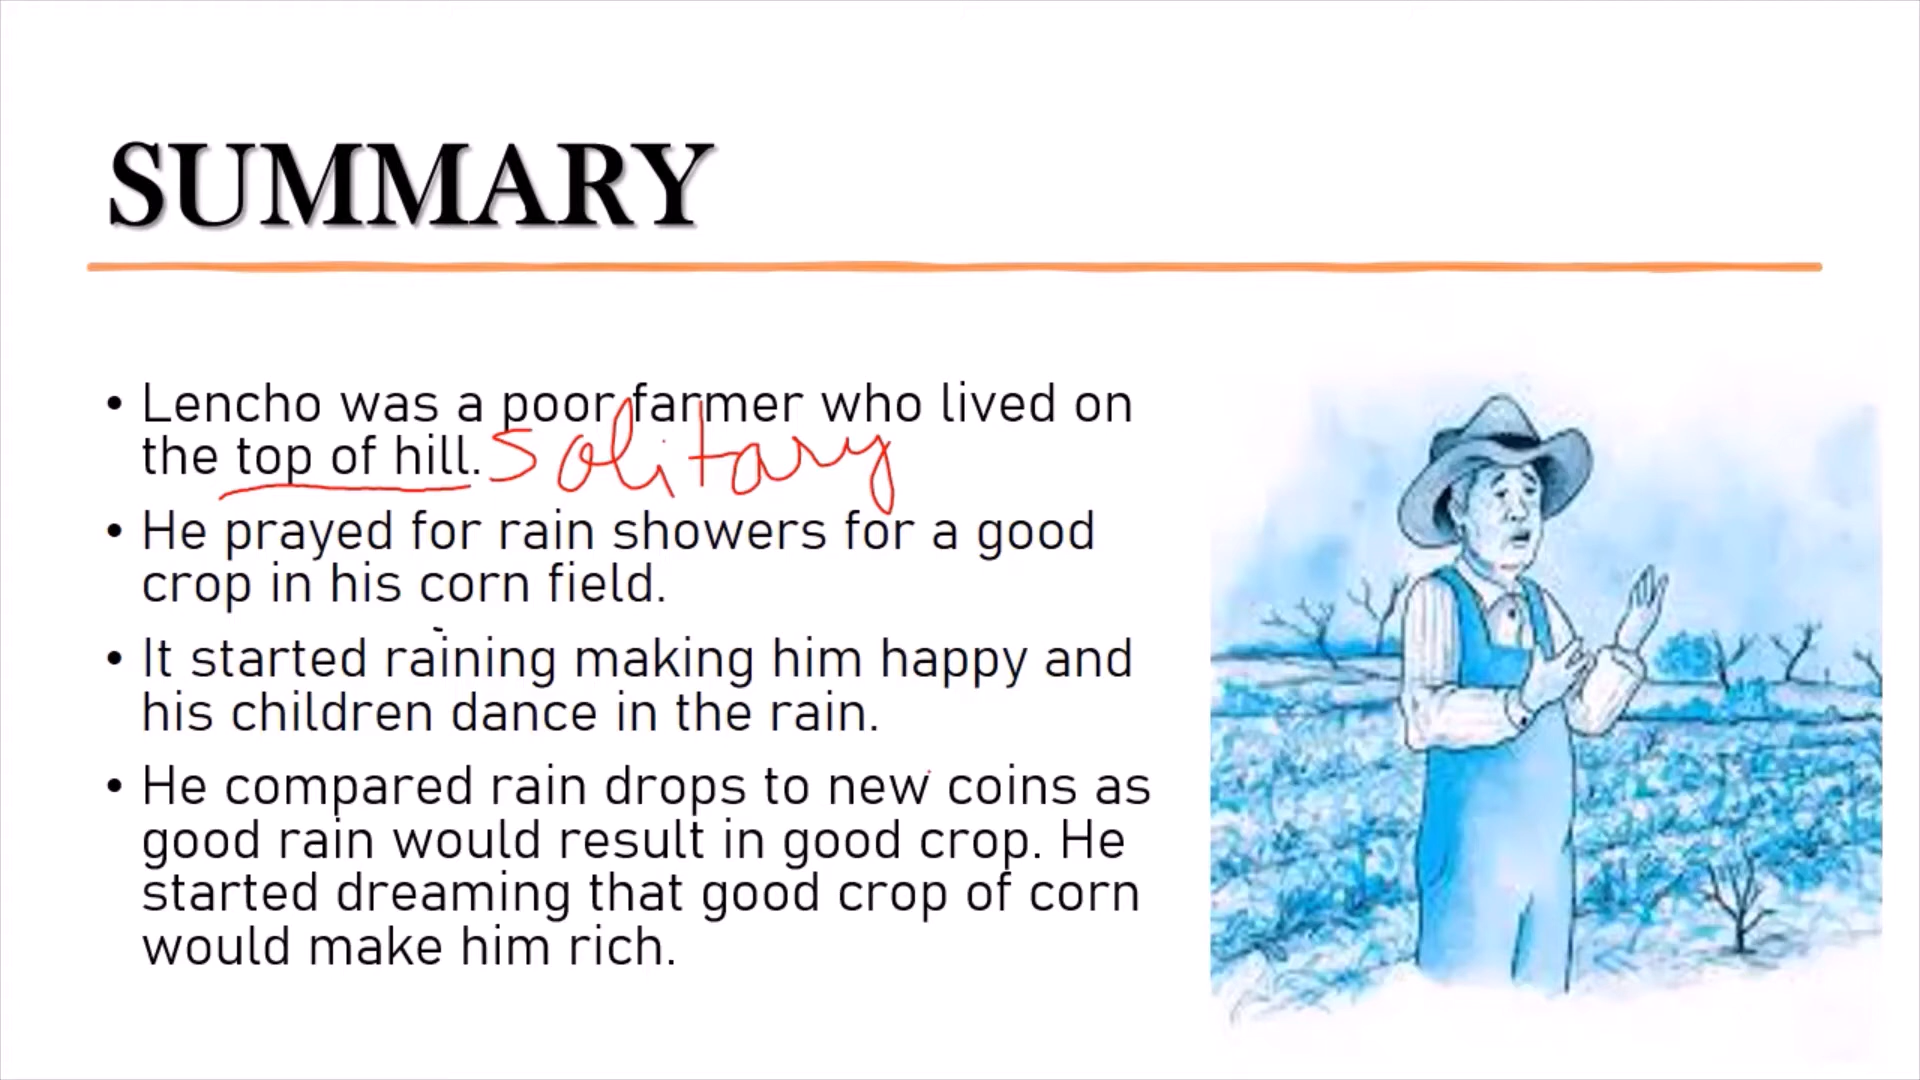 SUMMARY
• Lencho was a poor farmer who lived on
the top of hill. solitary
• He prayed for rain showers for a good
crop in his corn field.
• It started raining making him happy and
his children dance in the rain.
• He compared rain drops to new coins as
good rain would result in good crop. He
started dreaming that good crop of corn
would make him rich.